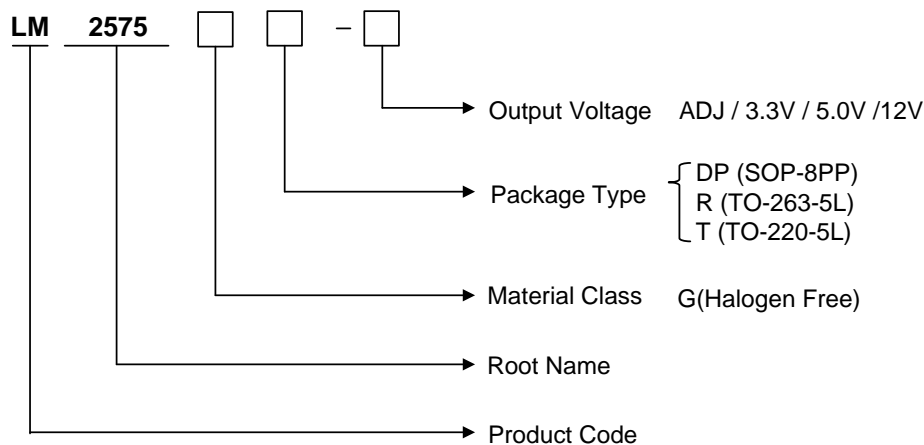 LM 2575 –
Output Voltage ADJ / 3.3V / 5.0V /12V
Package Type
DP (SOP-8PP)
R (TO-263-5L)
T (TO-220-5L)
Material Class G(Halogen Free)
Root Name
Product Code